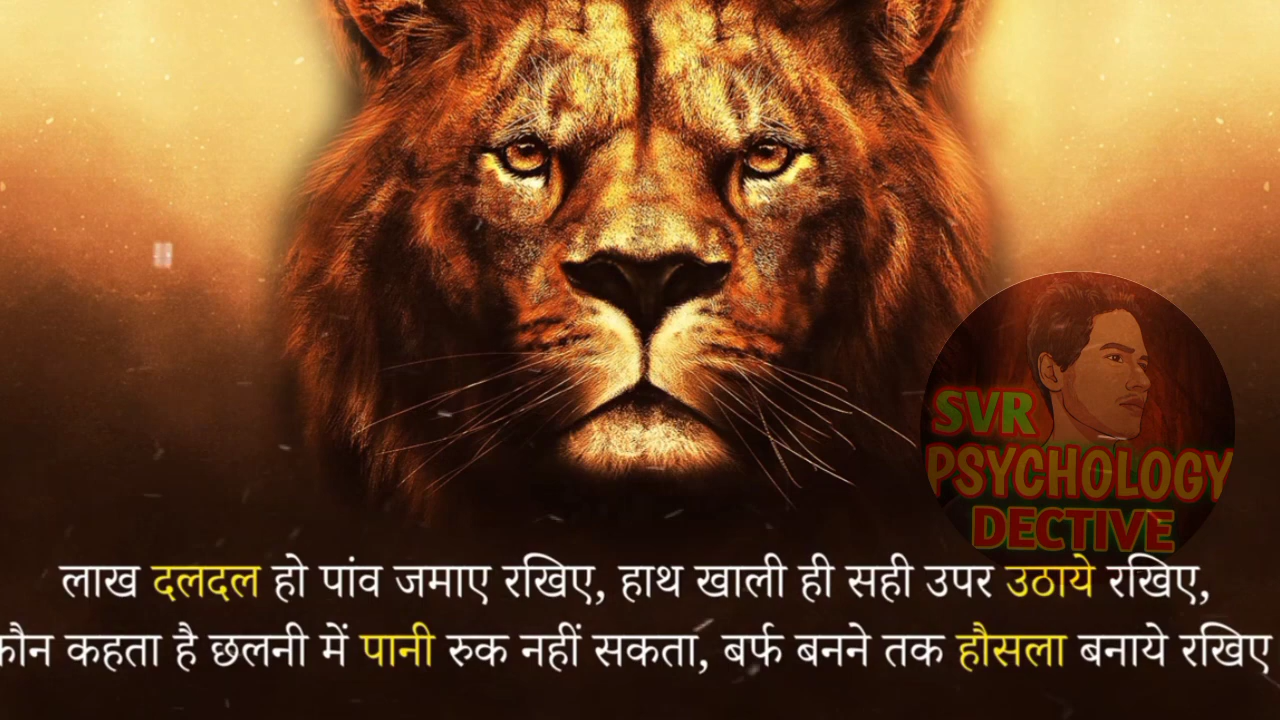 SVR
PSYCHOLOGY
DECTIVE
लाख दलदल हो पांव जमाए रखिए, हाथ खाली ही सही उपर उठाये रखिए,
कौन कहता है छलनी में पानी रुक नहीं सकता, बर्फ बनने तक हौसला बनाये रखिए